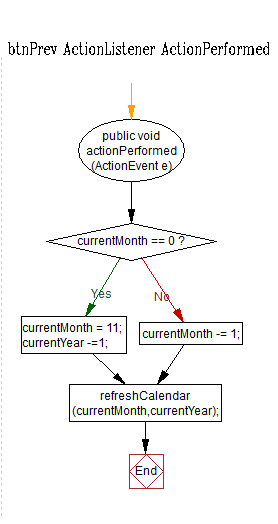 btnPrev ActionListener ActionPerformed
public void
actionPerformed
(ActionEvent e)
currentMonth == 0 ?
Yes
No
currentMonth = 11;
currentYear -=1;
currentMonth -= 1;
refreshCalendar
(currentMonth,currentYear);
End